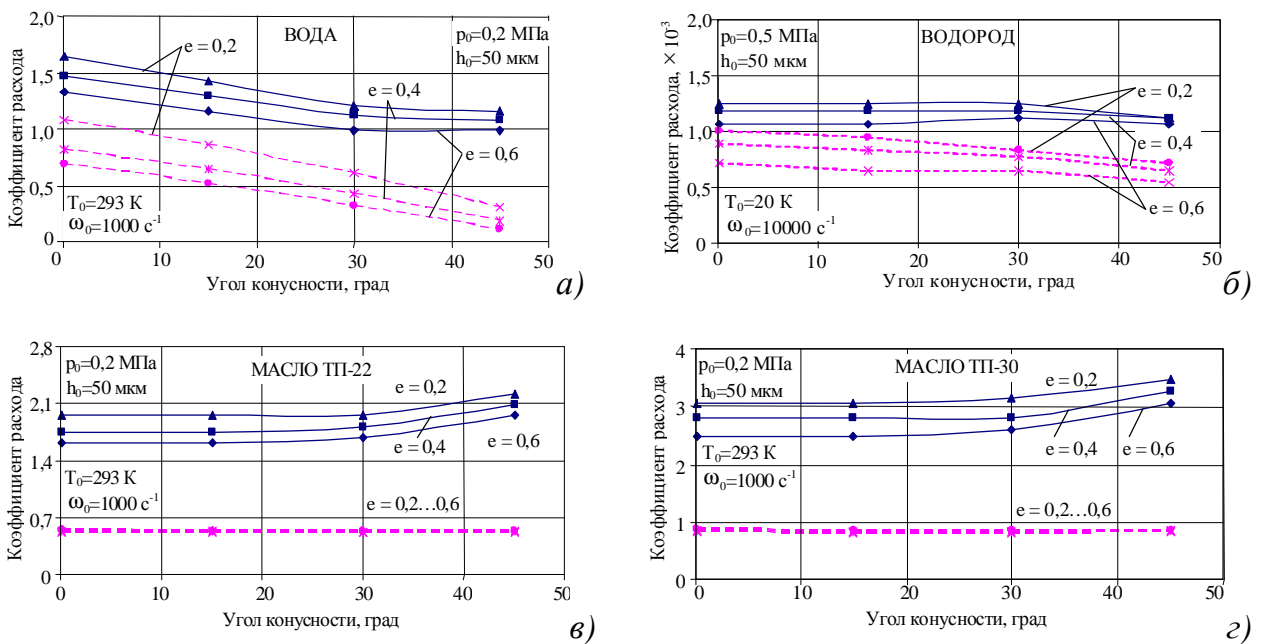 ВОДА
p₀=0,2 МПа
h₀=50 мкм
e = 0,2
e = 0,4
e = 0,6
T₀=293 К
ω₀=1000 с⁻¹
Коэффициент расхода
2,0
1,5
1,0
0,5
0
0 10 20 30 40 50
Угол конусности, град
а)
ВОДОРОД
p₀=0,5 МПа
h₀=50 мкм
e = 0,2
e = 0,4
e = 0,6
T₀=20 К
ω₀=10000 с⁻¹
Коэффициент расхода, ×10⁻³
2,0
1,5
1,0
0,5
0
0 10 20 30 40 50
Угол конусности, град
б)
МАСЛО ТП-22
p₀=0,2 МПа
h₀=50 мкм
e = 0,2
e = 0,4
e = 0,6
T₀=293 К
ω₀=1000 с⁻¹
e = 0,2…0,6
Коэффициент расхода
2,8
2,1
1,4
0,7
0
0 10 20 30 40 50
Угол конусности, град
в)
МАСЛО ТП-30
p₀=0,2 МПа
h₀=50 мкм
e = 0,2
e = 0,4
e = 0,6
T₀=293 К
ω₀=1000 с⁻¹
e = 0,2…0,6
Коэффициент расхода
4
3
2
1
0
0 10 20 30 40 50
Угол конусности, град
г)